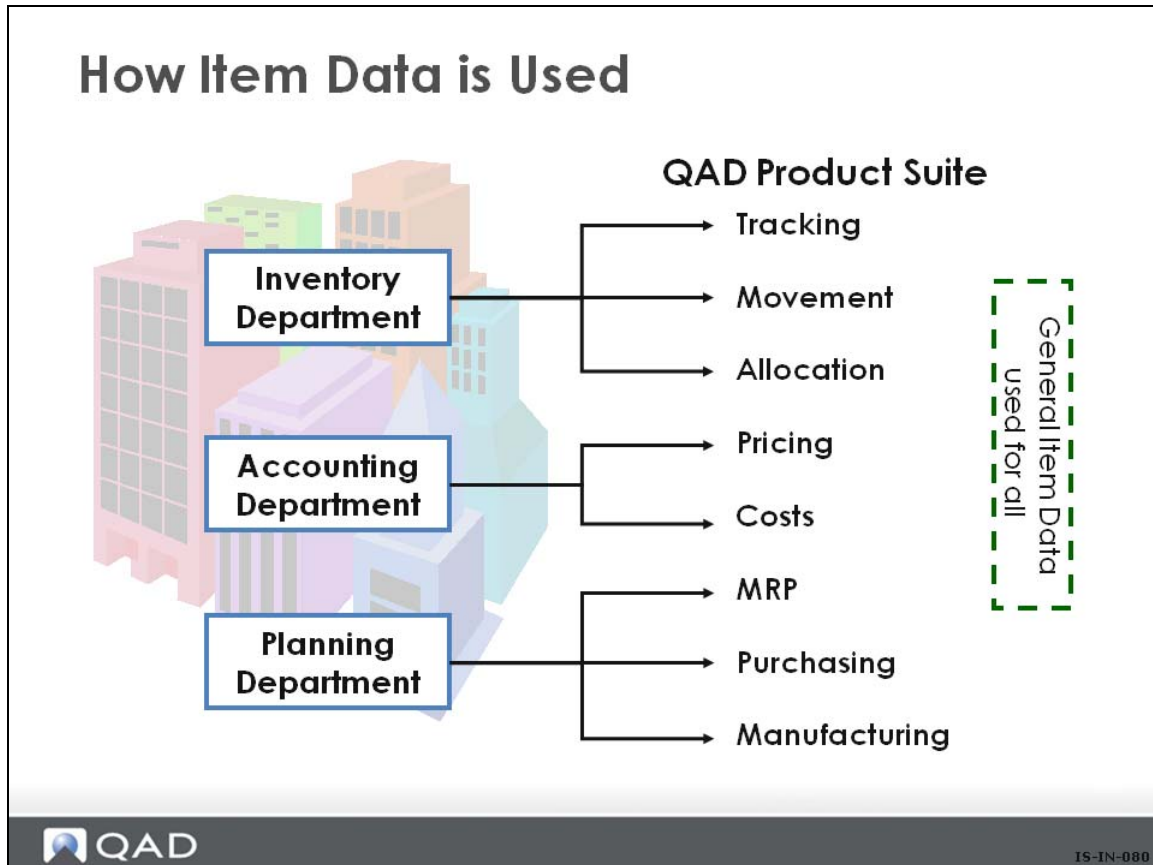 How Item Data is Used
QAD Product Suite
Inventory
Department
Tracking
Movement
Allocation
Accounting
Department
Pricing
Costs
Planning
Department
MRP
Purchasing
Manufacturing
General Item Data
used for all
QAD
IS-IN-080